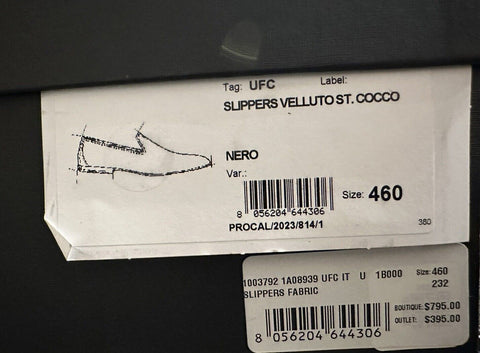 Tag: UFC Label:
SLIPPERS VELLUTO ST. COCCO
NERO
Var.:
Size: 460
8 056204 644306
PROCAL/2023/814/1
380
1003792 1A08939 UFC IT U 1B000 Size: 460
232
SLIPPERS FABRIC
BOUTIQUE: $795.00
OUTLET: $395.00
8 056204 644306